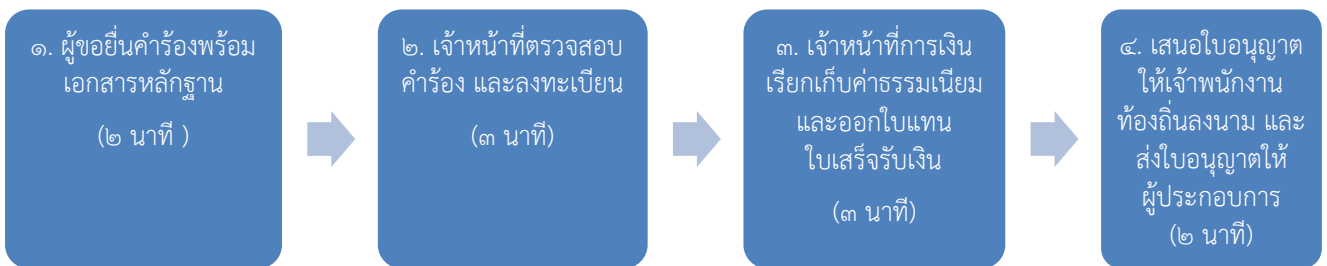 ๑. ผู้ขอยื่นคำร้องพร้อม
เอกสารหลักฐาน
(๒ นาที )
๒. เจ้าหน้าที่ตรวจสอบ
คำร้อง และลงทะเบียน
(๓ นาที)
๓. เจ้าหน้าที่การเงิน
เรียกเก็บค่าธรรมเนียม
และออกใบแทน
ใบเสร็จรับเงิน
(๓ นาที)
๔. เสนอใบอนุญาต
ให้เจ้าพนักงาน
ท้องถิ่นลงนาม และ
ส่งใบอนุญาตให้
ผู้ประกอบการ
(๒ นาที)